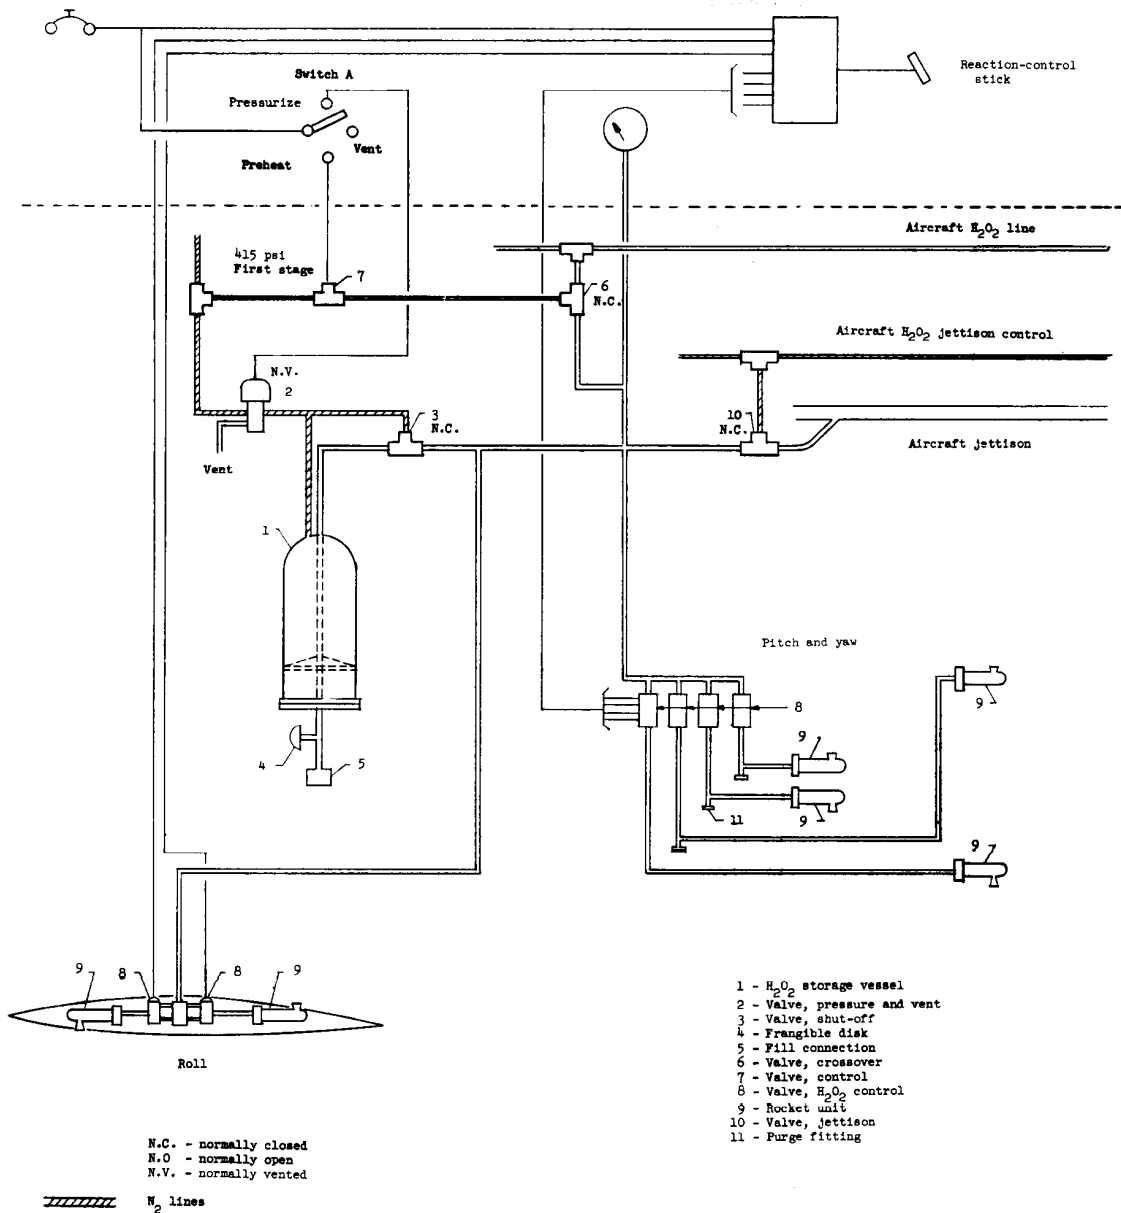 Switch A
Reaction-control
stick
Pressurize
Vent
Preheat
Aircraft H2O2 line
415 psi
First stage
7
6
N.C.
Aircraft H2O2 jettison control
N.V.
2
3
N.C.
10
N.C.
Aircraft jettison
Vent
1
Pitch and yaw
9
8
9
4
5
9
11
9
9
8
8
9
Roll
1 - H2O2 storage vessel
2 - Valve, pressure and vent
3 - Valve, shut-off
4 - Frangible disk
5 - Fill connection
6 - Valve, crossover
7 - Valve, control
8 - Valve, H2O2 control
9 - Rocket unit
10 - Valve, jettison
11 - Purge fitting
N.C. - normally closed
N.O - normally open
N.V. - normally vented
N2 lines